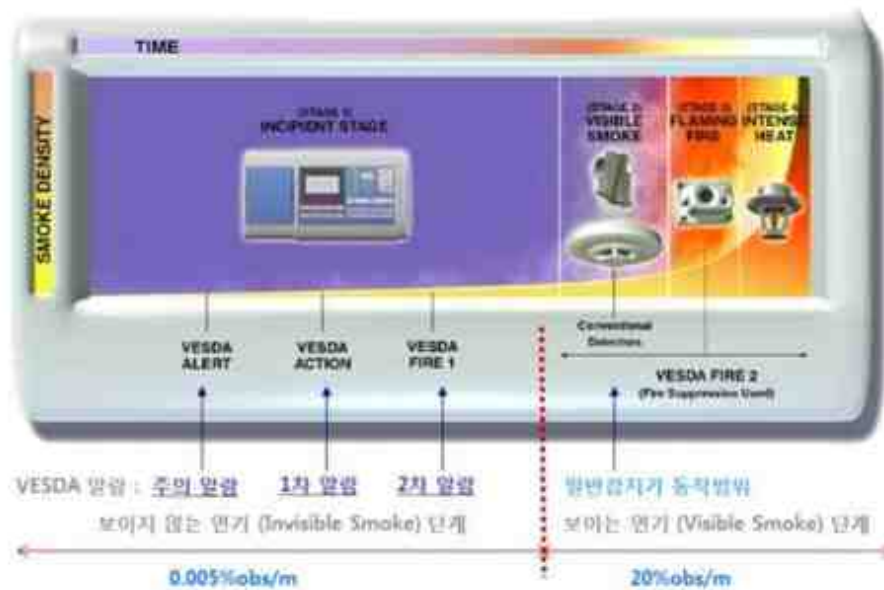 TIME
SMOKE DENSITY
(STAGE 1)
INCIPIENT STAGE
(STAGE 2)
VISIBLE
SMOKE
(STAGE 3)
FLAMING
FIRE
(STAGE 4)
INTENSE
HEAT
VESDA
ALERT
VESDA
ACTION
VESDA
FIRE 1
Conventional
Detectors
VESDA FIRE 2
(Fire Suppression Used)
VESDA 알람 : 주의 알람 1차 알람 2차 알람
일반감지기 동작범위
보이지 않는 연기 (Invisible Smoke) 단계
보이는 연기 (Visible Smoke) 단계
0.005%obs/m
20%obs/m